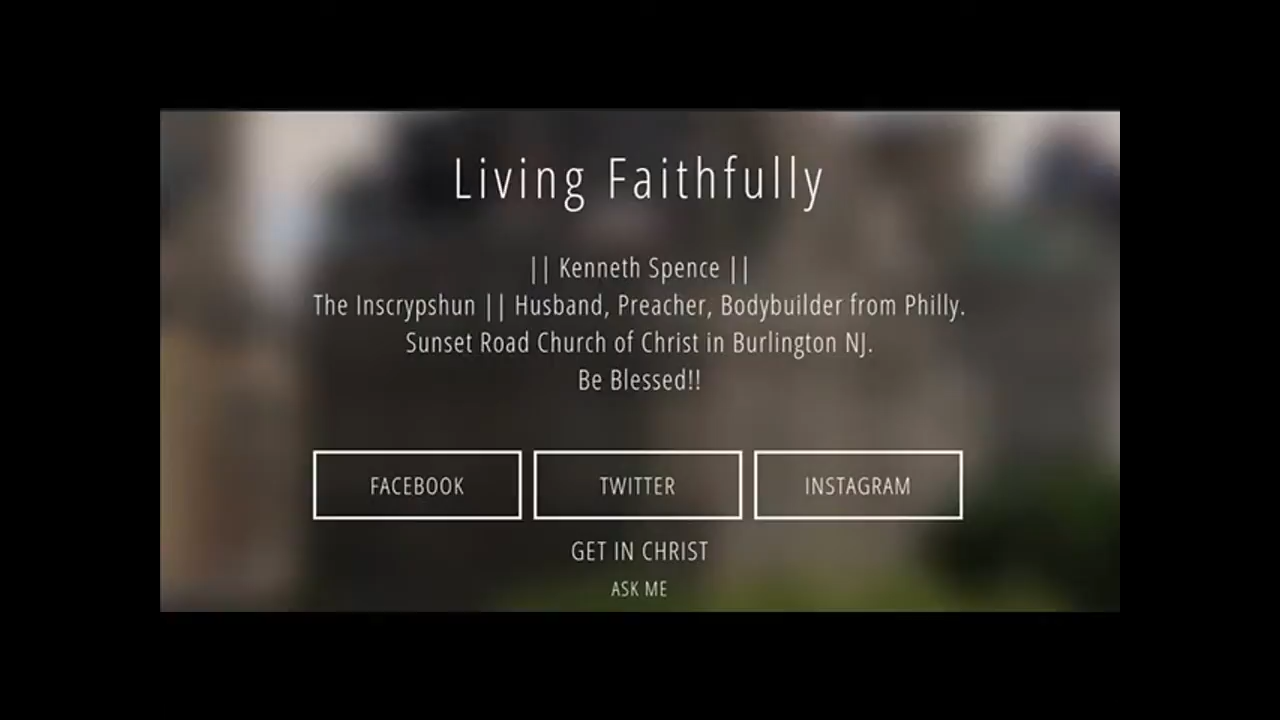 Living Faithfully
|| Kenneth Spence ||
The Inscrypshun || Husband, Preacher, Bodybuilder from Philly.
Sunset Road Church of Christ in Burlington NJ.
Be Blessed!!
FACEBOOK TWITTER INSTAGRAM
GET IN CHRIST
ASK ME